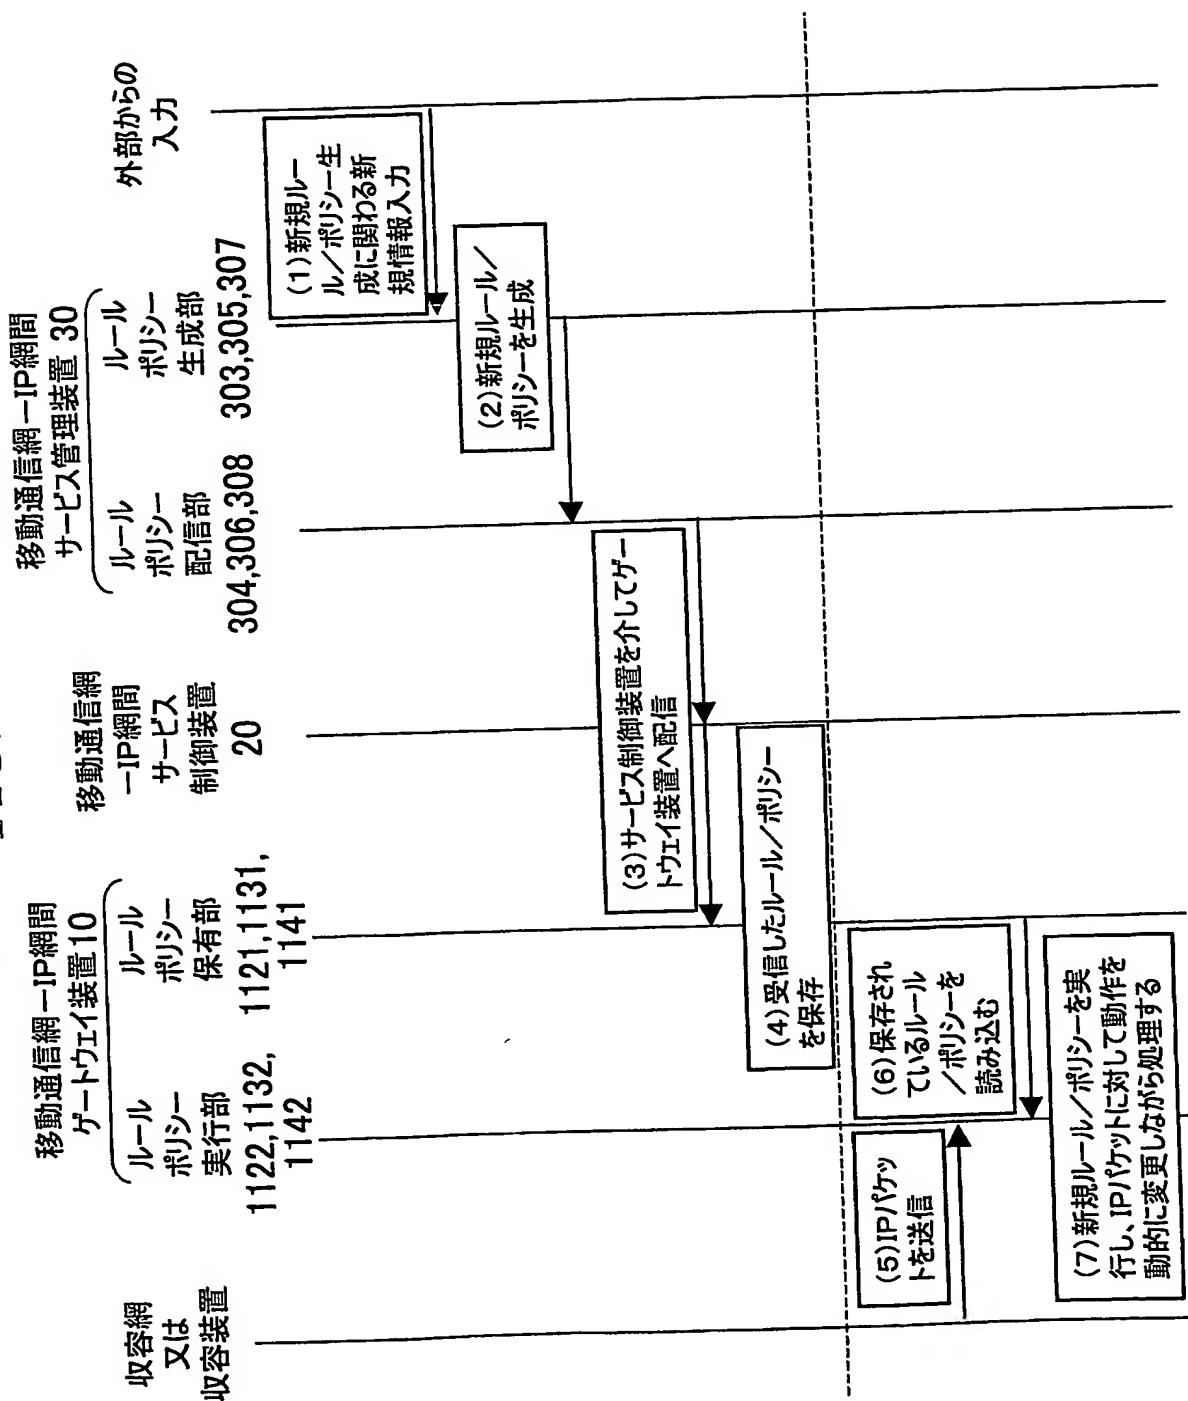 収容網
又は
収容装置
移動通信網ーIP網間
ゲートウェイ装置10
ルール
ポリシー
実行部
1122,1132,
1142
ルール
ポリシー
保有部
1121,1131,
1141
移動通信網
ーIP網間
サービス
制御装置
20
移動通信網ーIP網間
サービス管理装置 30
ルール
ポリシー
配信部
304,306,308
ルール
ポリシー
生成部
303,305,307
外部からの
入力
(1)新規ルー
ル/ポリシー生
成に関わる新
規情報入力
(2)新規ルール/
ポリシーを生成
(3)サービス制御装置を介してゲー
トウェイ装置へ配信
(4)受信したルール/ポリシー
を保存
(5)IPパケッ
トを送信
(6)保存され
ているルール
/ポリシーを
読み込む
(7)新規ルール/ポリシーを実
行し、IPパケットに対して動作を
動的に変更しながら処理する